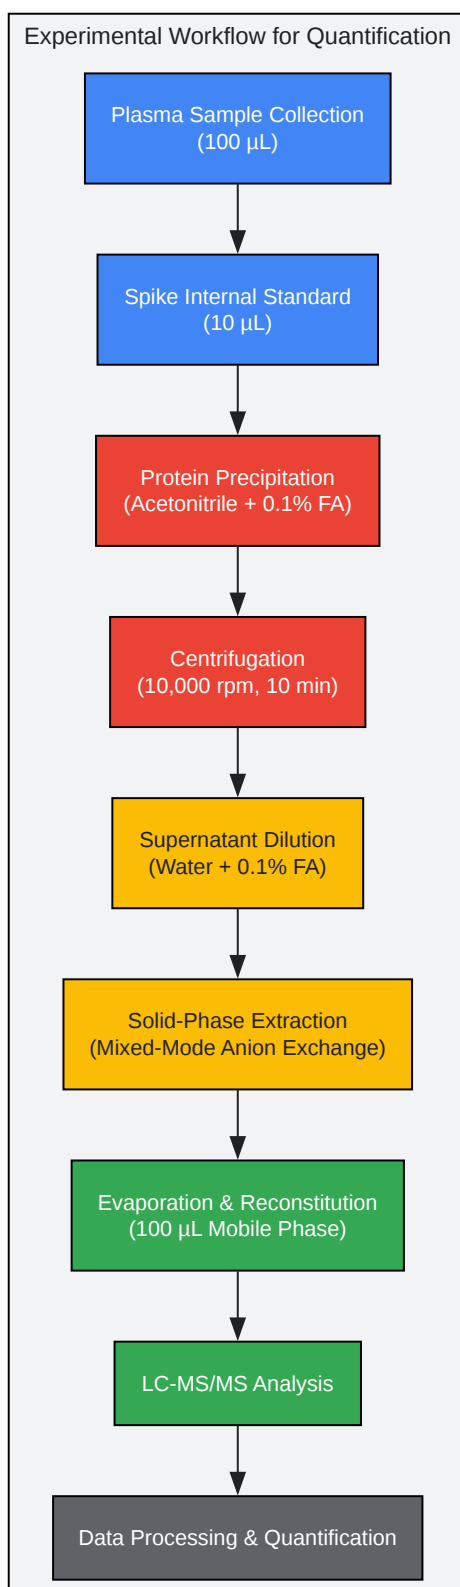 Experimental Workflow for Quantification
Plasma Sample Collection
(100 µL)
Spike Internal Standard
(10 µL)
Protein Precipitation
(Acetonitrile + 0.1% FA)
Centrifugation
(10,000 rpm, 10 min)
Supernatant Dilution
(Water + 0.1% FA)
Solid-Phase Extraction
(Mixed-Mode Anion Exchange)
Evaporation & Reconstitution
(100 µL Mobile Phase)
LC-MS/MS Analysis
Data Processing & Quantification